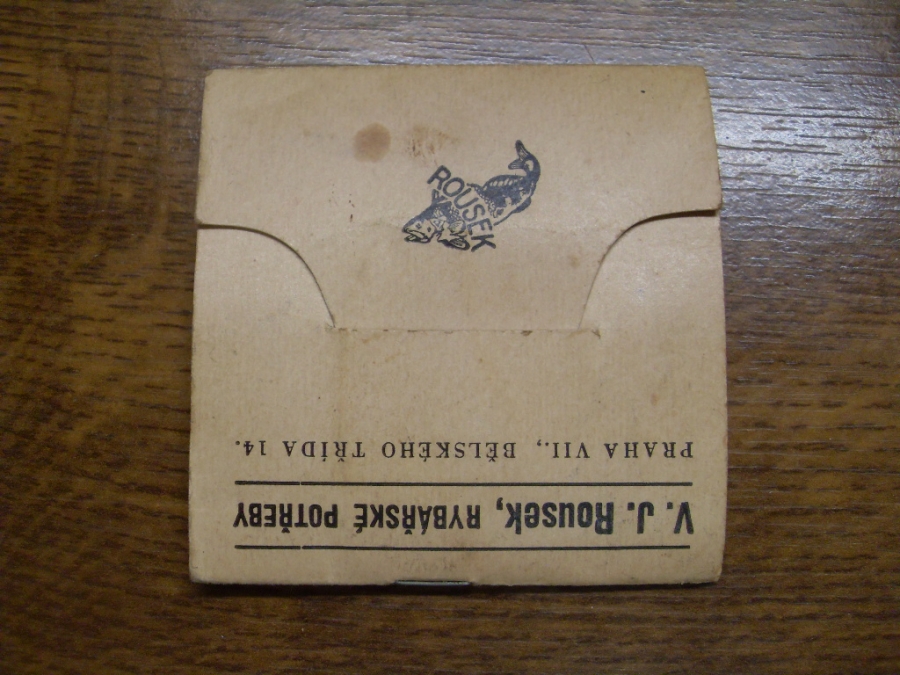 ROUSEK
V. J. Rousek, RYBÁŘSKÉ POTŘEBY
PRAHA VII., BĚLSKÉHO TŘÍDA 14.